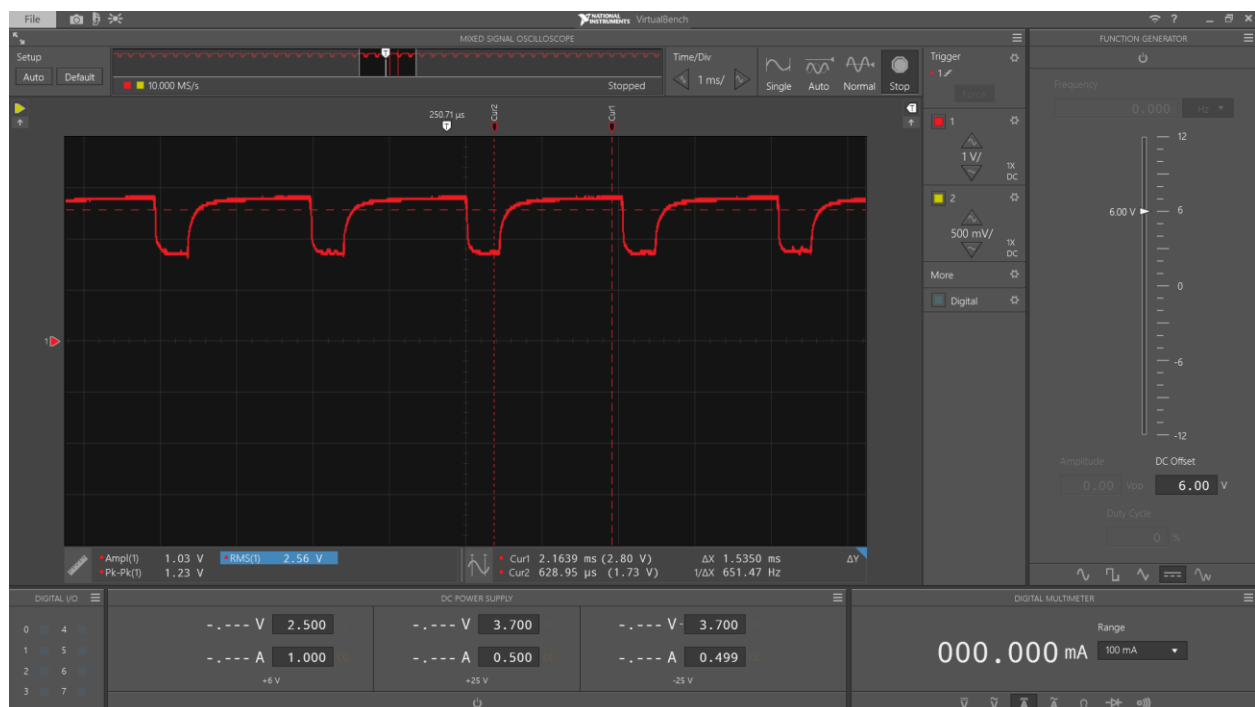 File
NATIONAL INSTRUMENTS VirtualBench
?
MIXED SIGNAL OSCILLOSCOPE
Setup
Auto Default
10.000 MS/s
Stopped
T
Time/Div
1 ms/
Single Auto Normal Stop
250.71 µs
T
Cur2
Cur1
T
1
Trigger
1
Force
1
1 V/
1X
DC
2
500 mV/
1X
DC
More
Digital
Ampl(1) 1.03 V RMS(1) 2.56 V
Pk-Pk(1) 1.23 V
Cur1 2.1639 ms (2.80 V) ΔX 1.5350 ms ΔY
Cur2 628.95 µs (1.73 V) 1/ΔX 651.47 Hz
FUNCTION GENERATOR
Frequency
0.000 Hz
12
6.00 V 6
0
-6
-12
Amplitude DC Offset
0.00 Vpp 6.00 V
Duty Cycle
0 %
DIGITAL I/O
0 4
1 5
2 6
3 7
DC POWER SUPPLY
-.--- V 2.500 -.--- V 3.700 -.--- V - 3.700
-.--- A 1.000 CC -.--- A 0.500 -.--- A 0.499
+6 V +25 V -25 V
DIGITAL MULTIMETER
Range
000.000 mA 100 mA
V V A A Ω